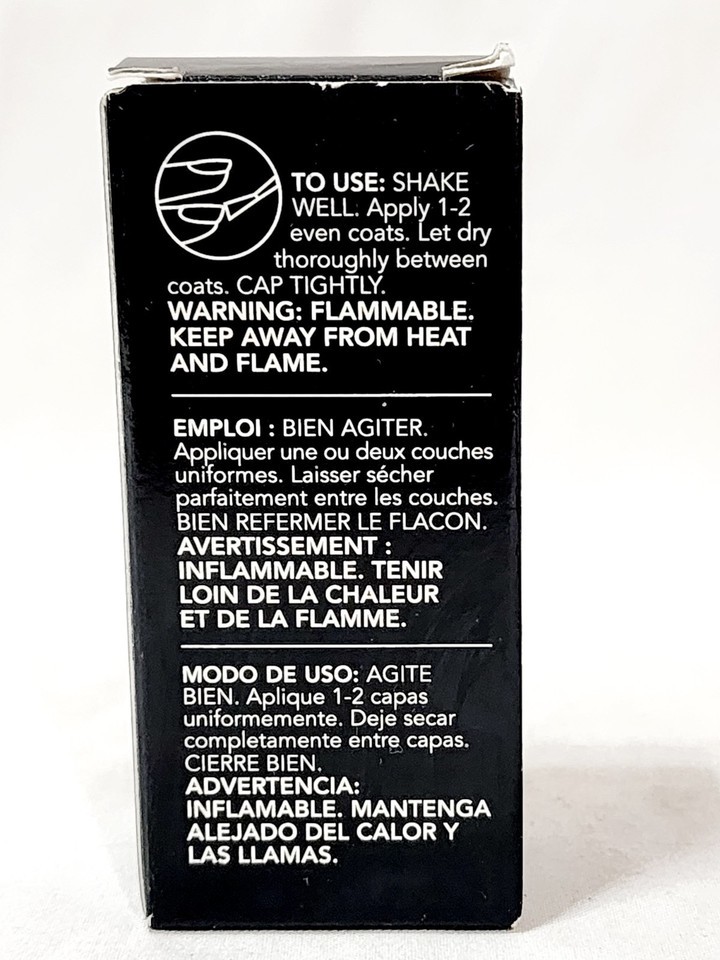 TO USE: SHAKE
WELL. Apply 1-2
even coats. Let dry
thoroughly between
coats. CAP TIGHTLY.
WARNING: FLAMMABLE.
KEEP AWAY FROM HEAT
AND FLAME.
EMPLOI : BIEN AGITER.
Appliquer une ou deux couches
uniformes. Laisser sécher
parfaitement entre les couches.
BIEN REFERMER LE FLACON.
AVERTISSEMENT :
INFLAMMABLE. TENIR
LOIN DE LA CHALEUR
ET DE LA FLAMME.
MODO DE USO: AGITE
BIEN. Aplique 1-2 capas
uniformemente. Deje secar
completamente entre capas.
CIERRE BIEN.
ADVERTENCIA:
INFLAMABLE. MANTENGA
ALEJADO DEL CALOR Y
LAS LLAMAS.